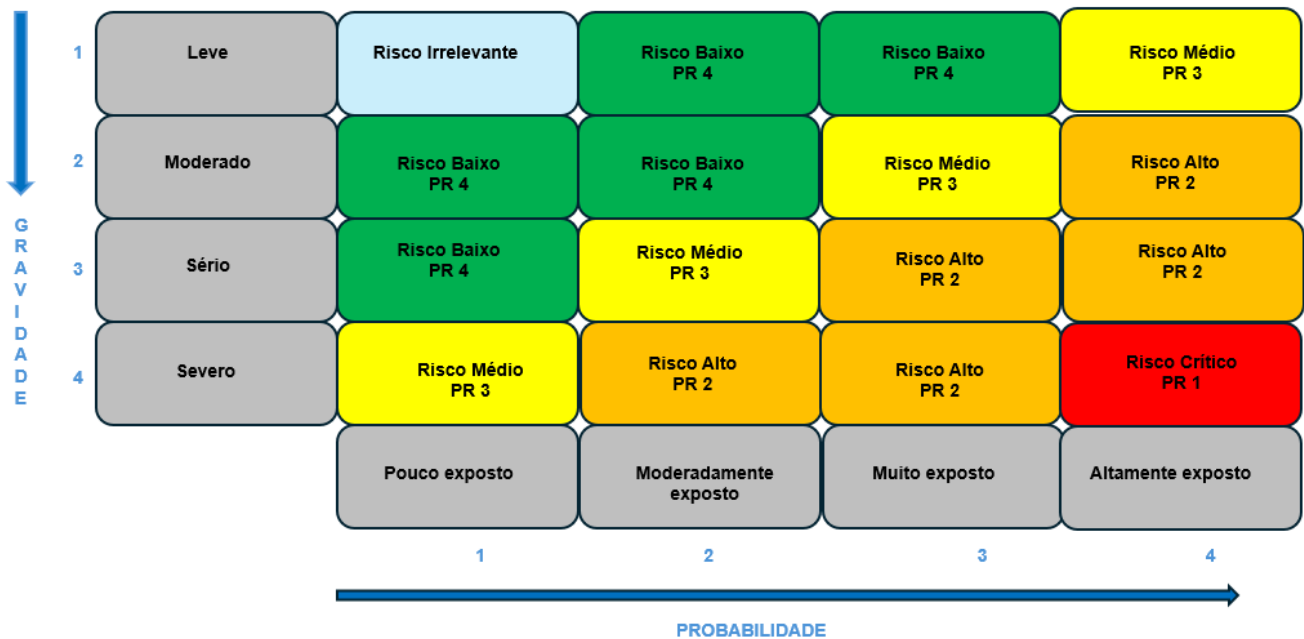 1
Leve
Risco Irrelevante
Risco Baixo
PR 4
Risco Baixo
PR 4
Risco Médio
PR 3
2
Moderado
Risco Baixo
PR 4
Risco Baixo
PR 4
Risco Médio
PR 3
Risco Alto
PR 2
GRAVIDADE
3
Sério
Risco Baixo
PR 4
Risco Médio
PR 3
Risco Alto
PR 2
Risco Alto
PR 2
4
Severo
Risco Médio
PR 3
Risco Alto
PR 2
Risco Alto
PR 2
Risco Crítico
PR 1
Pouco exposto
Moderadamente
exposto
Muito exposto
Altamente exposto
1
2
3
4
PROBABILIDADE